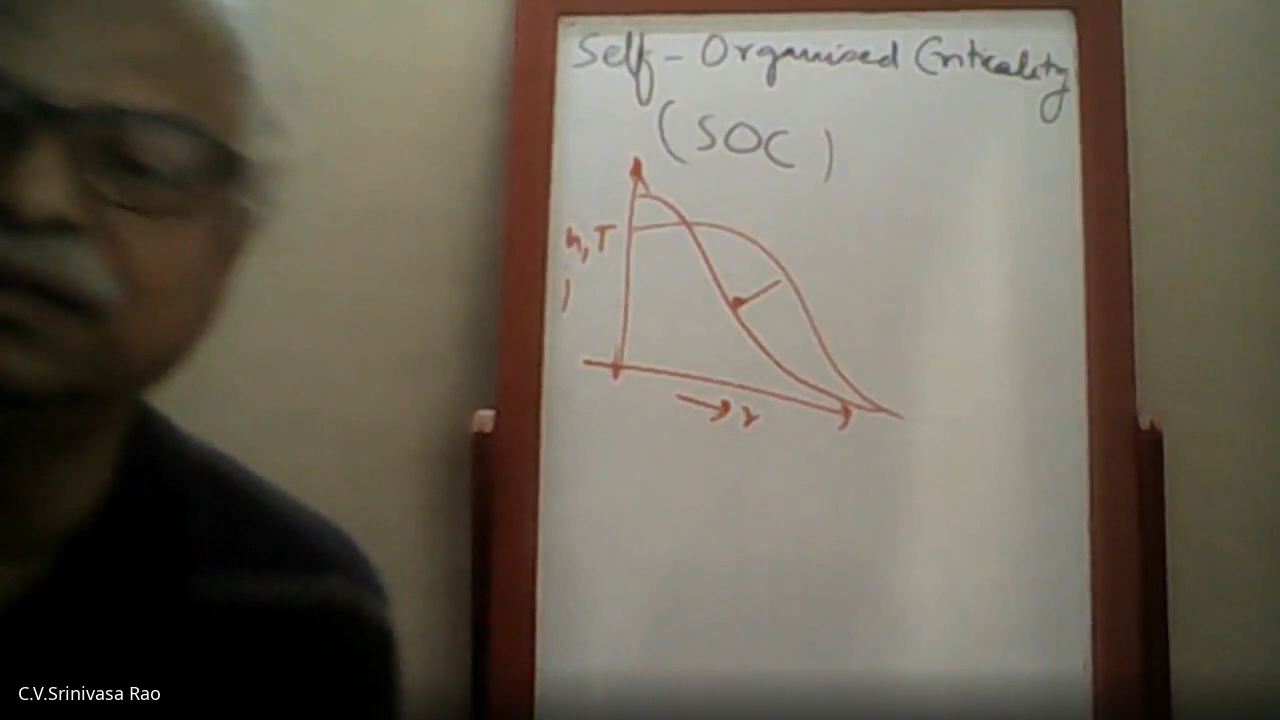 Self-Organised Criticality
(SOC)
n, T
r
C.V.Srinivasa Rao